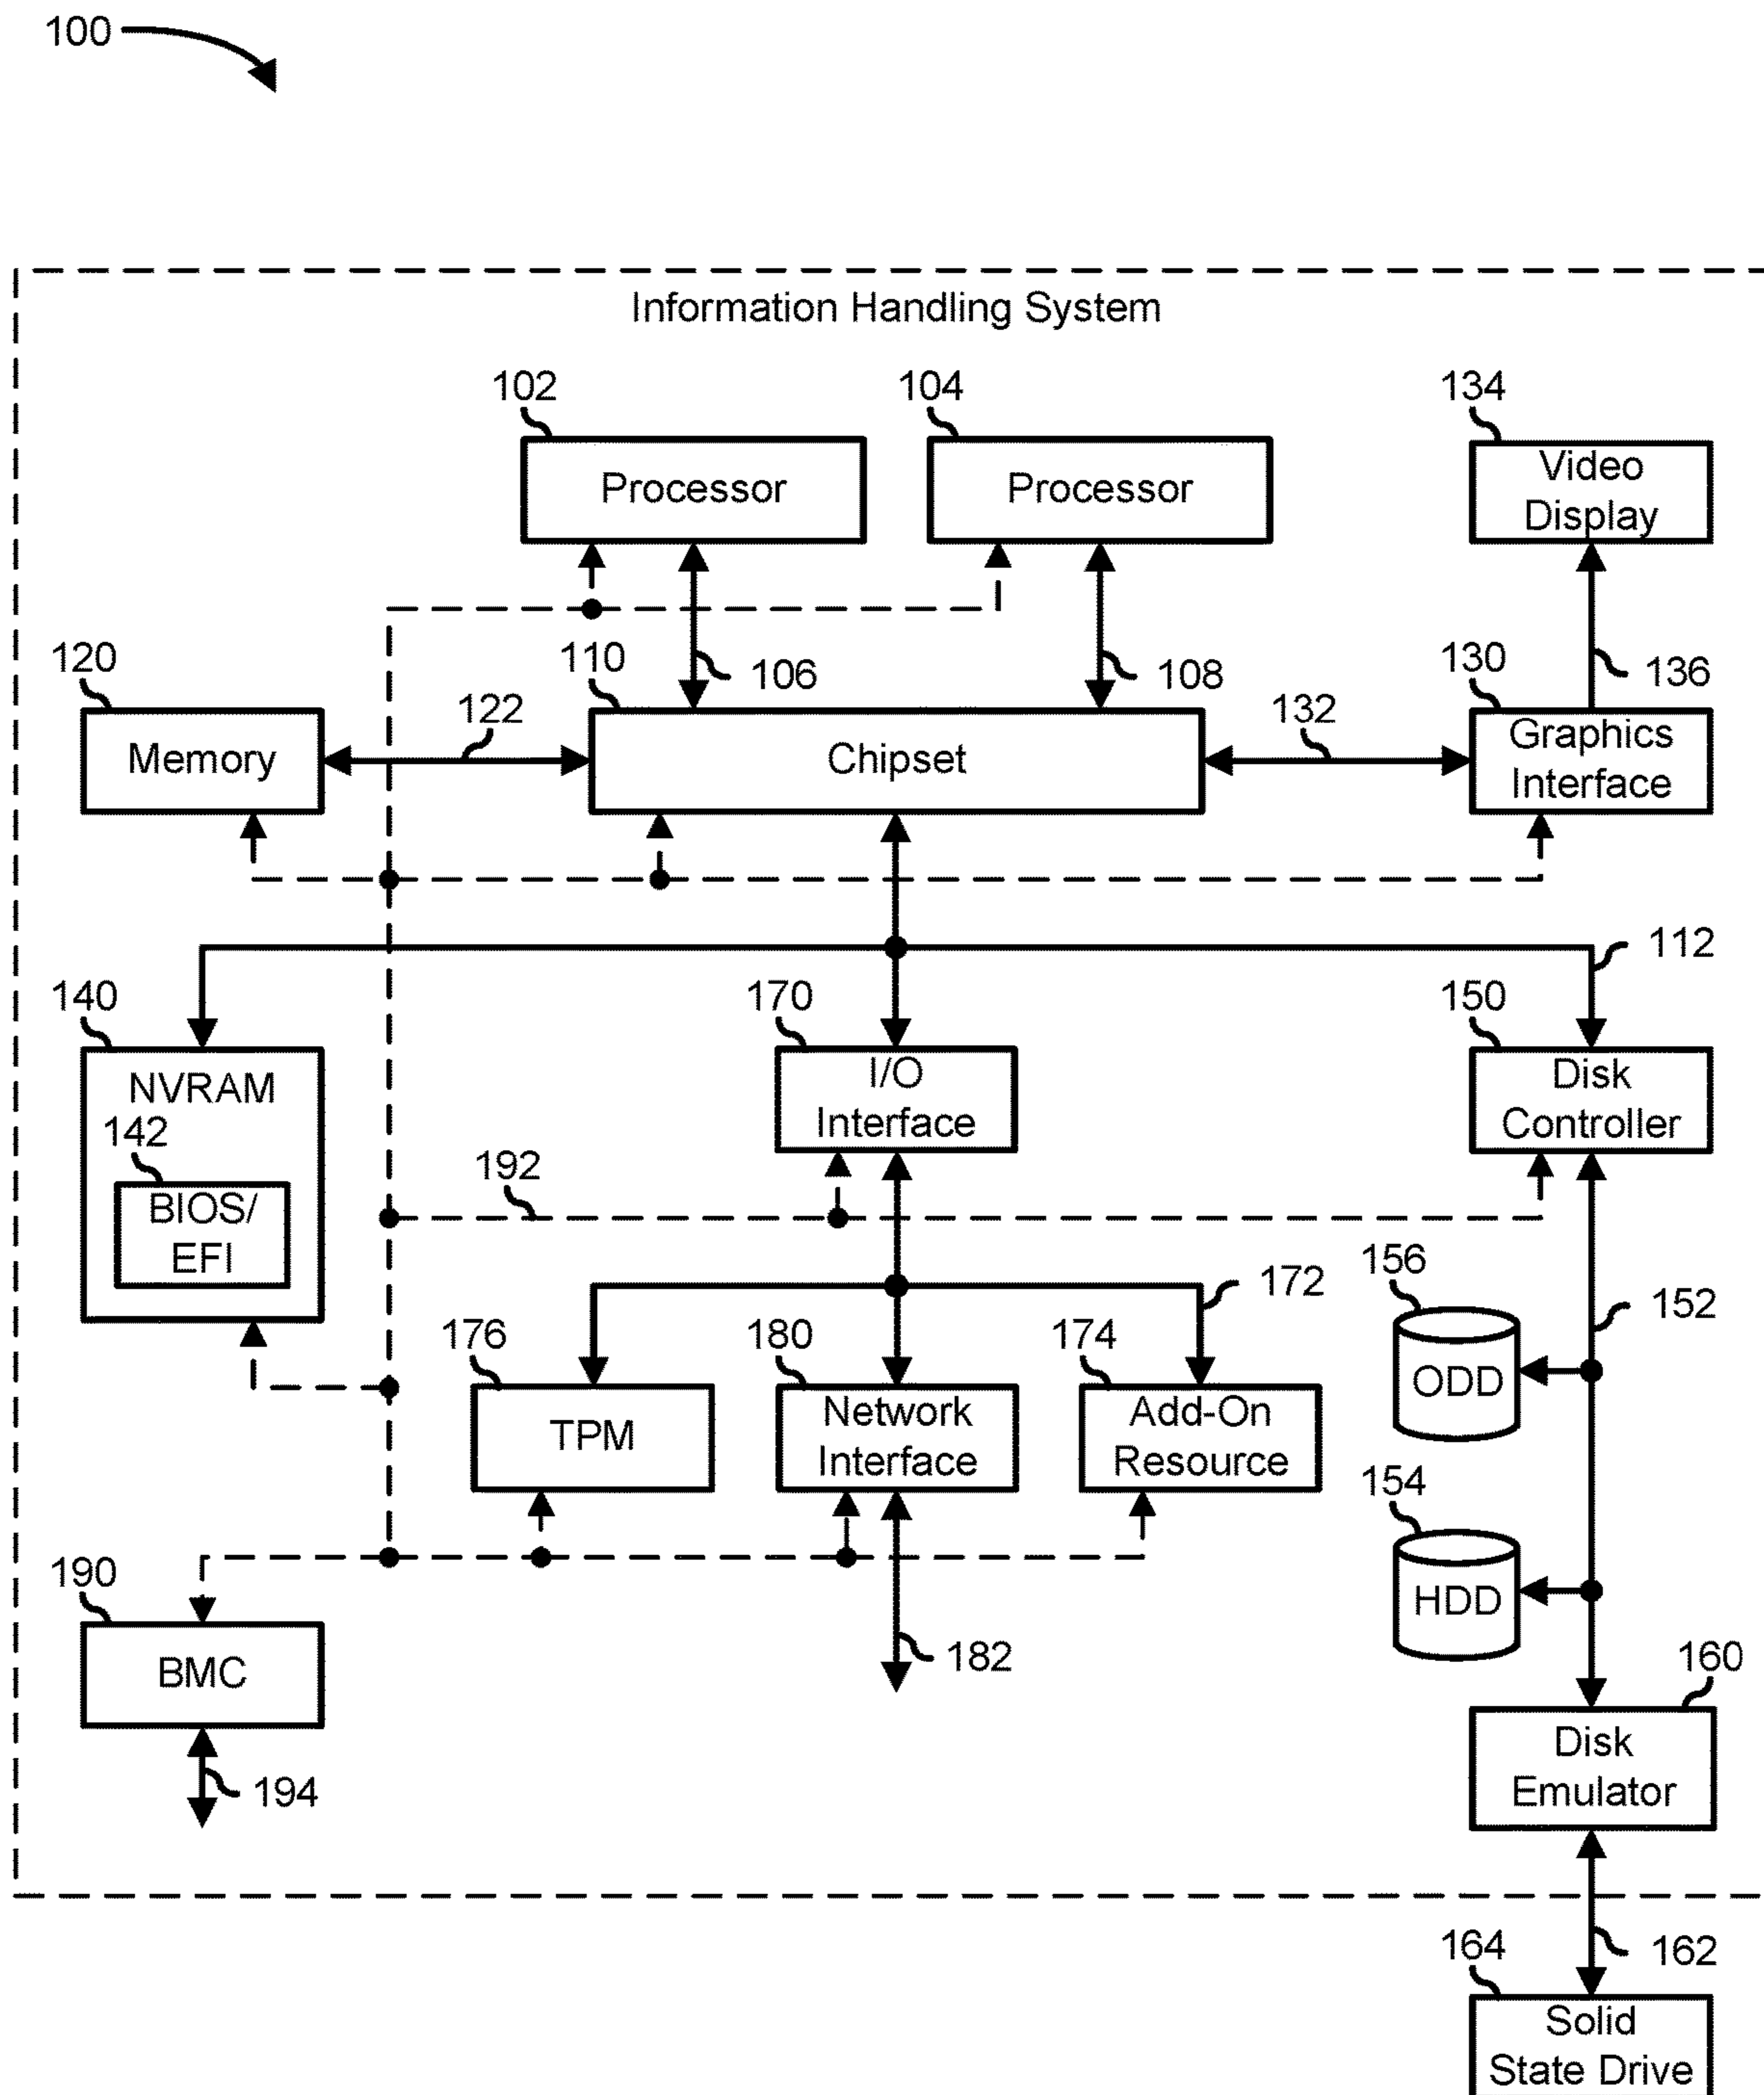 100
Information Handling System
102
104
134
Processor
Processor
Video
Display
120
110
106
108
130
136
122
132
Memory
Chipset
Graphics
Interface
112
140
170
150
NVRAM
I/O
Interface
Disk
Controller
142
BIOS/
EFI
192
156
172
152
176
180
174
ODD
TPM
Network
Interface
Add-On
Resource
154
HDD
190
BMC
182
160
Disk
Emulator
194
164
162
Solid
State Drive